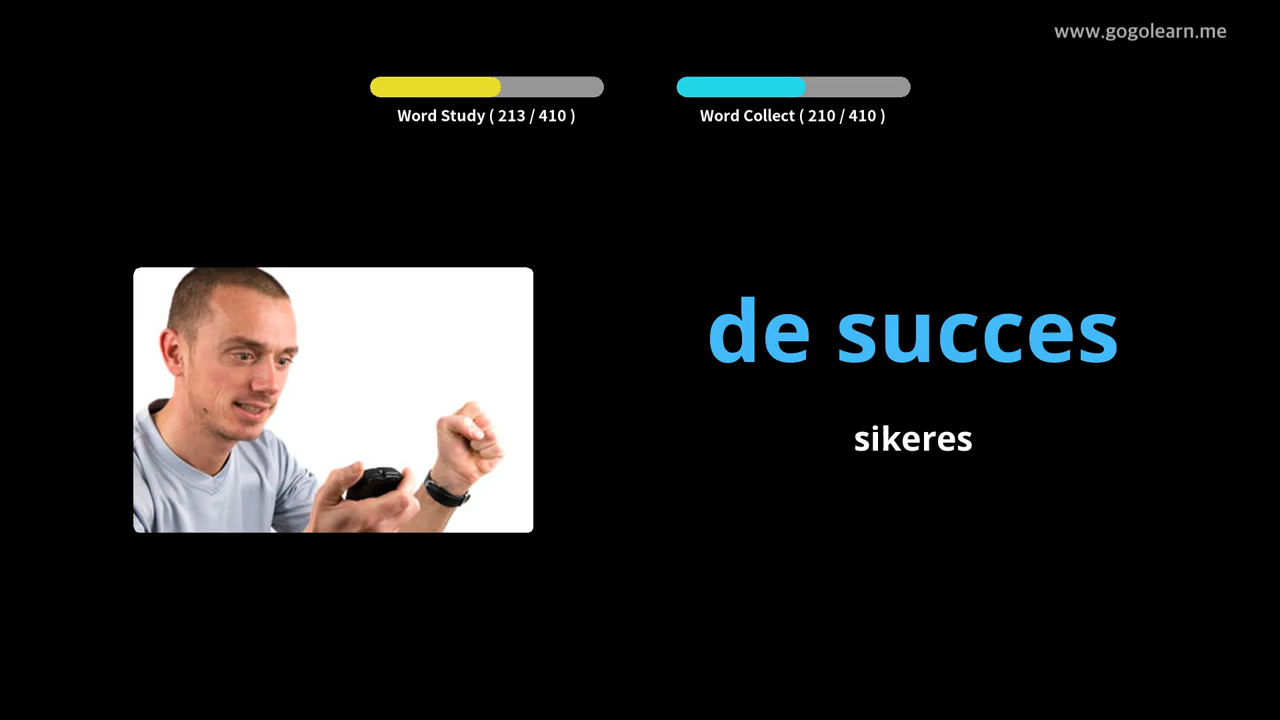 www.gogolearn.me
Word Study ( 213 / 410 )
Word Collect ( 210 / 410 )
de succes
sikeres